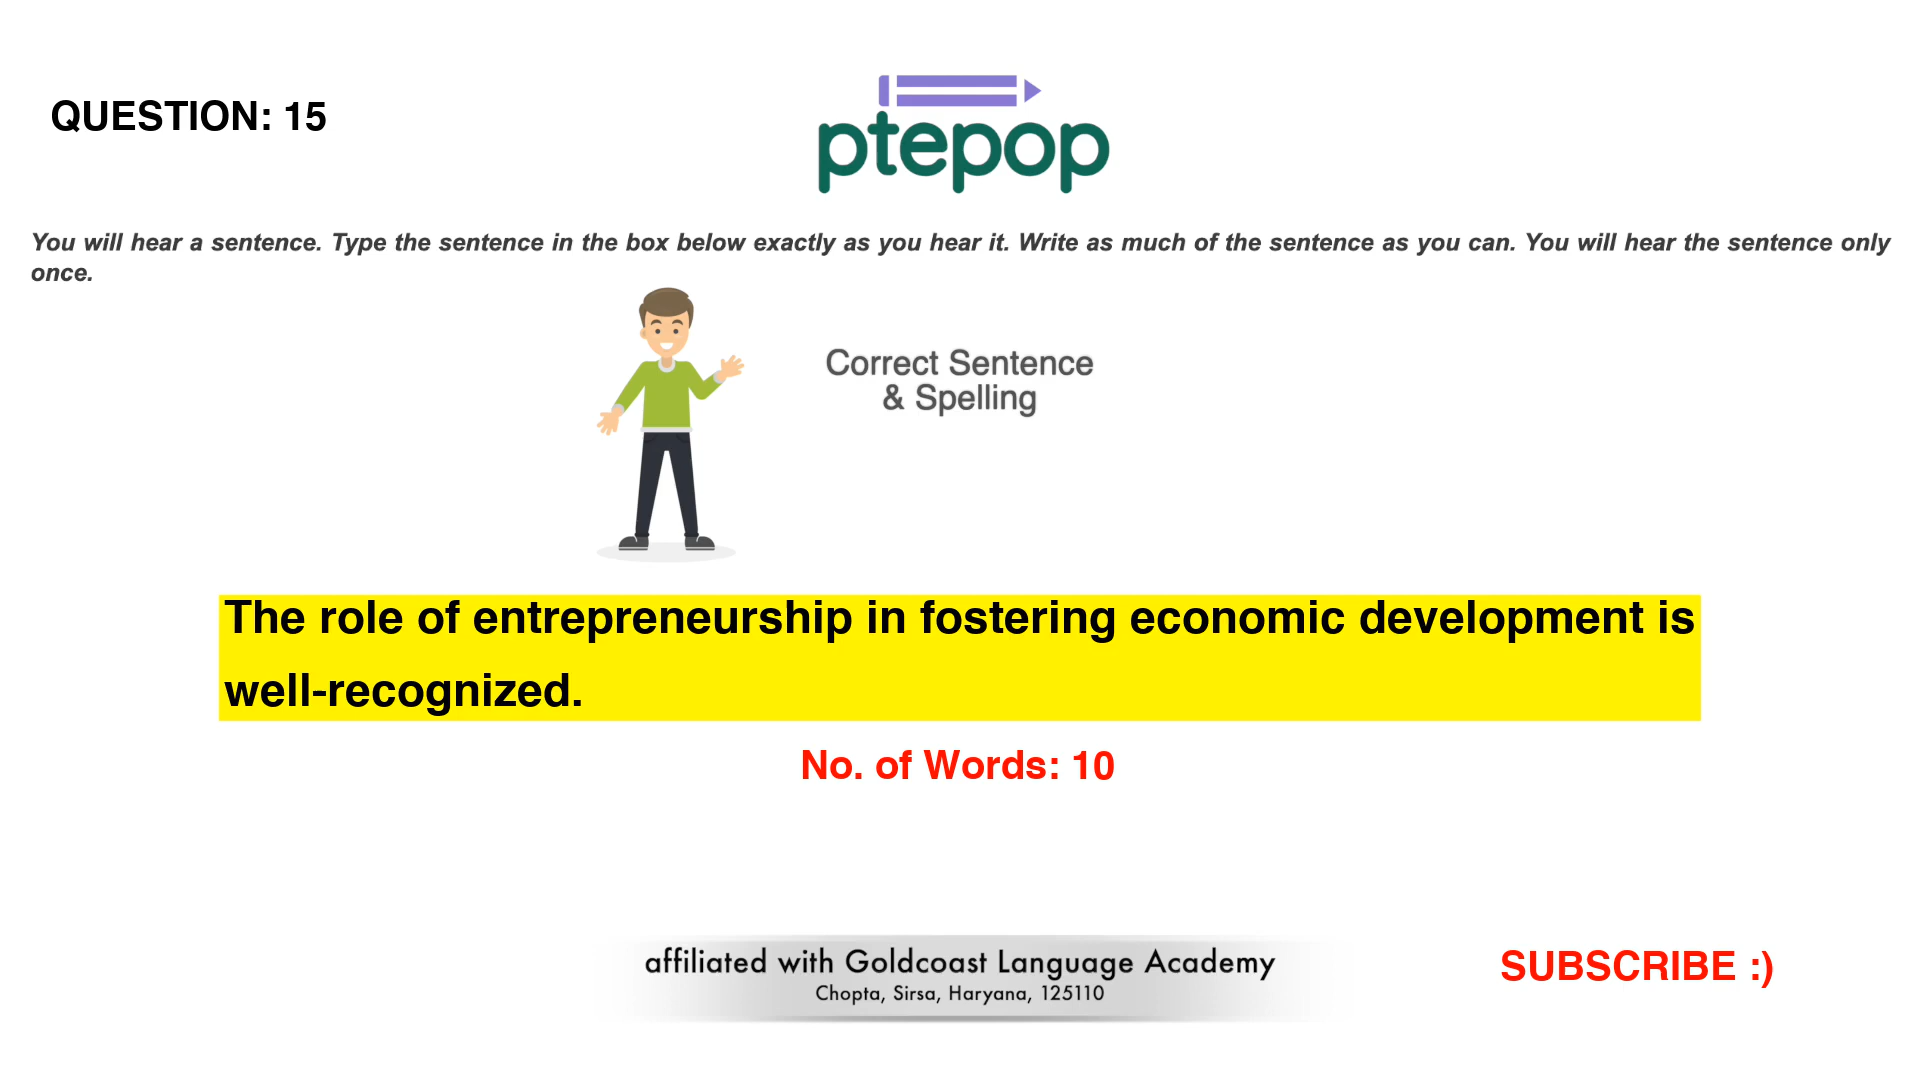 QUESTION: 15
ptepop
You will hear a sentence. Type the sentence in the box below exactly as you hear it. Write as much of the sentence as you can. You will hear the sentence only
once.
Correct Sentence
& Spelling
The role of entrepreneurship in fostering economic development is
well-recognized.
No. of Words: 10
affiliated with Goldcoast Language Academy
Chopta, Sirsa, Haryana, 125110
SUBSCRIBE :)